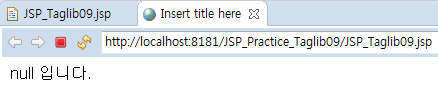 JSP_Taglib09.jsp Insert title here
http://localhost:8181/JSP_Practice_Taglib09/JSP_Taglib09.jsp
null 입니다.